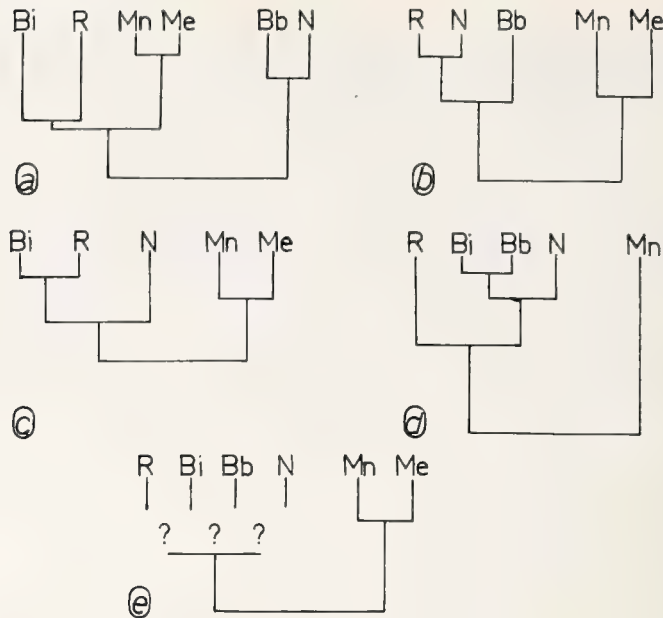 Bi R Mn Me Bb N
R N Bb Mn Me
a
b
Bi R N Mn Me
R Bi Bb N Mn
c
d
R Bi Bb N Mn Me
? ? ?
e